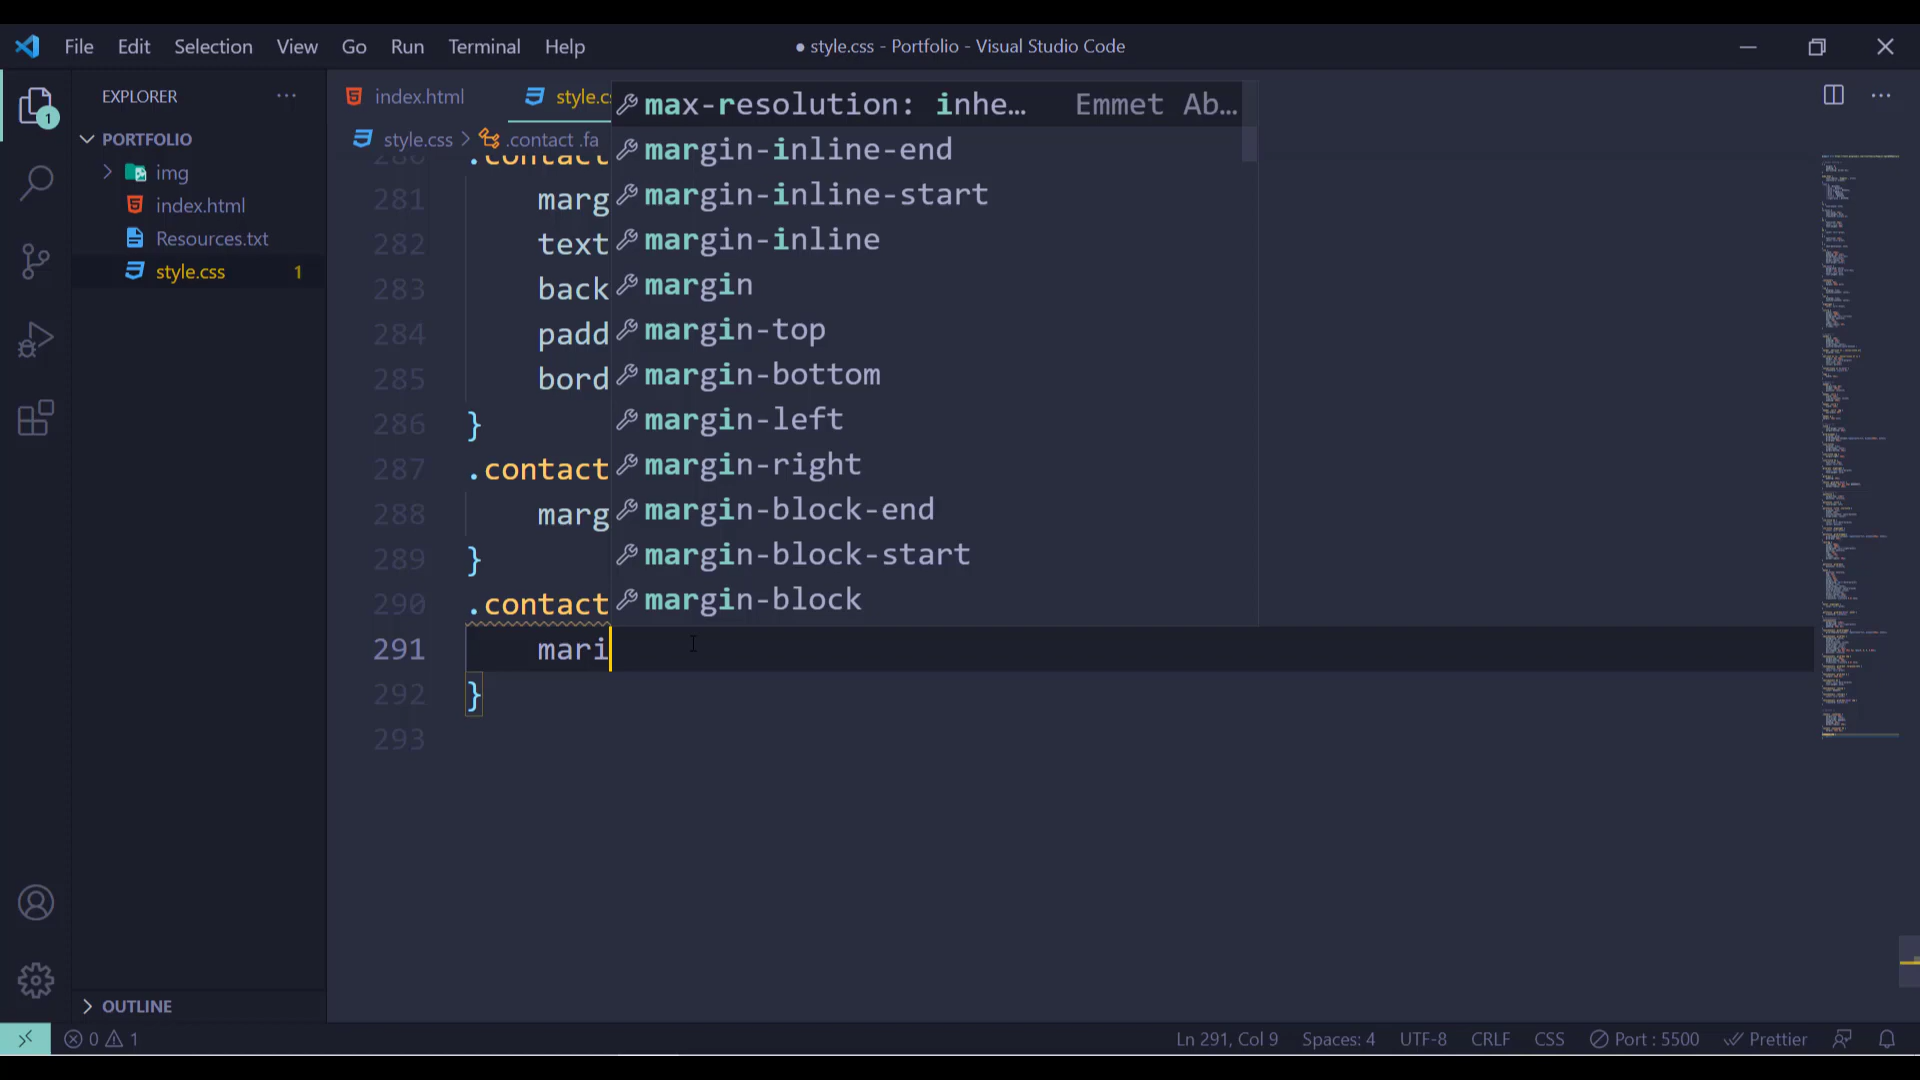 File Edit Selection View Go Run Terminal Help
● style.css - Portfolio - Visual Studio Code
EXPLORER
PORTFOLIO
img
index.html
Resources.txt
style.css 1
OUTLINE
1
index.html
style.cs
style.css > .contact .fa
280 .contact
281 marg
282 text
283 back
284 padd
285 bord
286 }
287 .contact
288 marg
289 }
290 .contact
291 mari
292 }
293
max-resolution: inhe… Emmet Ab…
margin-inline-end
margin-inline-start
margin-inline
margin
margin-top
margin-bottom
margin-left
margin-right
margin-block-end
margin-block-start
margin-block
0 1
Ln 291, Col 9 Spaces: 4 UTF-8 CRLF CSS Port : 5500 Prettier